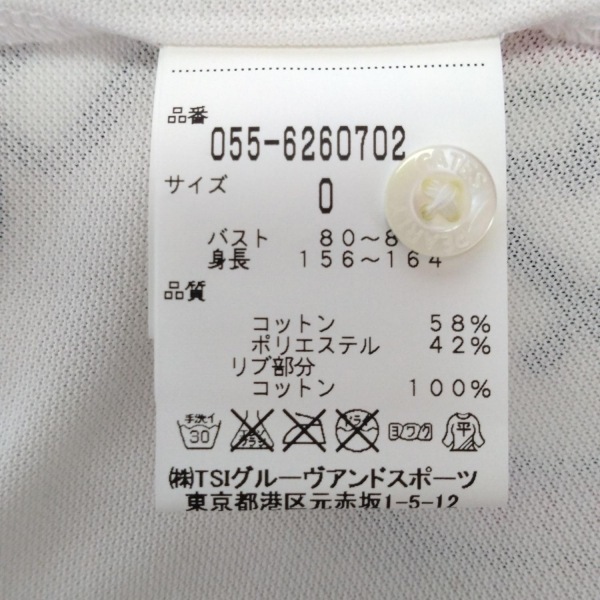 品番
055-6260702
サイズ
0
バスト 80～8
身長 156～164
品質
コットン 58%
ポリエステル 42%
リブ部分
コットン 100%
手洗イ 30 ヨワク 平
㈱TSIグルーヴアンドスポーツ
東京都港区元赤坂1-5-12
GATES
PEARLY